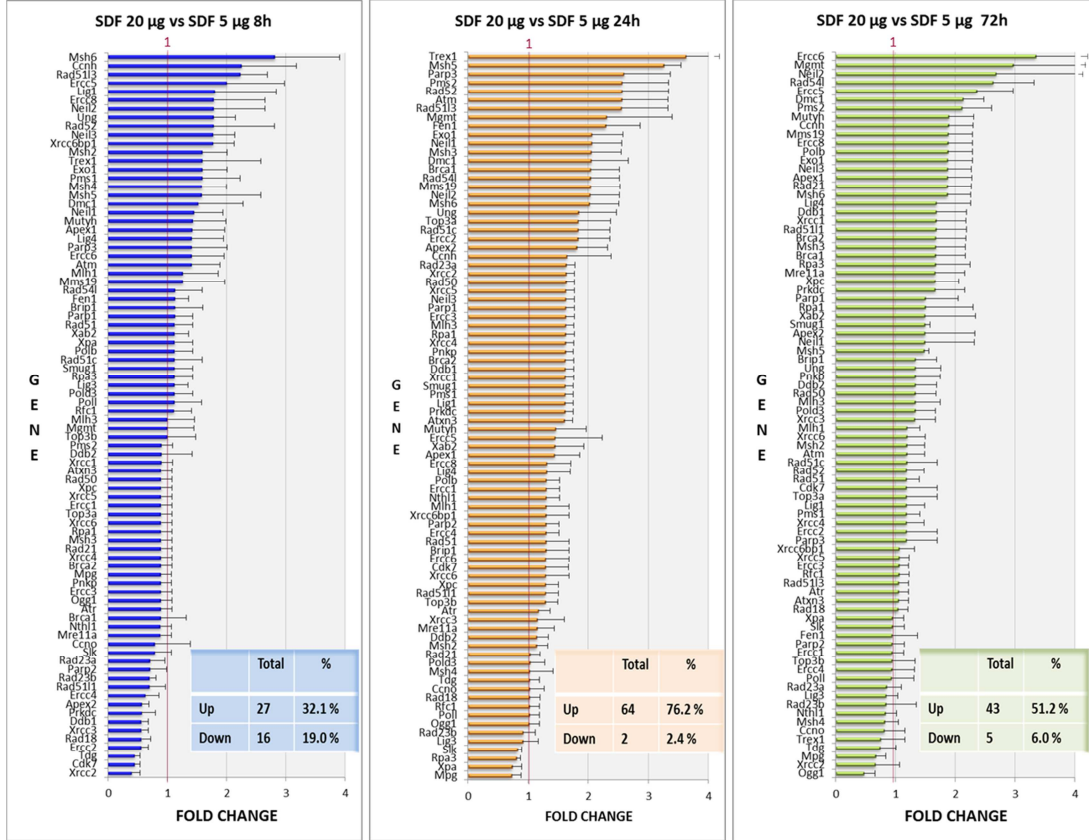 SDF 20 µg vs SDF 5 µg 8h
1
Msh6
Ccnh
Rad51l3
Ercc5
Lig1
Ercc8
Neil2
Ung
Rad52
Neil3
Xrcc6bp1
Msh2
Trex1
Exo1
Pms1
Msh4
Msh5
Dmc1
Neil1
Mutyh
Apex1
Lig4
Parp3
Ercc6
Atm
Mlh1
Mms19
Rad54l
Fen1
Brip1
Parp1
Rad51
Xab2
Xpa
Polb
Rad51c
Smug1
Rpa3
Lig3
Pold3
Poll
Rfc1
Mlh3
Mgmt
Top3b
Pms2
Ddb2
Xrcc1
Atxn3
Rad50
Xpc
Xrcc5
Ercc1
Top3a
Xrcc6
Rpa1
Msh3
Rad21
Xrcc4
Brca2
Mpg
Pnkp
Ercc3
Ogg1
Atr
Brca1
Nthl1
Mre11a
Ccno
Slk
Rad23a
Parp2
Rad23b
Rad51l1
Ercc4
Apex2
Prkdc
Ddb1
Xrcc3
Rad18
Ercc2
Tdg
Cdk7
Xrcc2
G
E
N
E
Total %
Up 27 32.1 %
Down 16 19.0 %
0 1 2 3 4
FOLD CHANGE
SDF 20 µg vs SDF 5 µg 24h
1
Trex1
Msh5
Parp3
Pms2
Rad52
Atm
Rad51l3
Mgmt
Fen1
Exo1
Neil1
Msh3
Dmc1
Brca1
Rad54l
Mms19
Neil2
Msh6
Ung
Top3a
Rad51c
Ercc2
Apex2
Ccnh
Rad23a
Xrcc2
Rad50
Xrcc5
Neil3
Parp1
Ercc3
Mlh3
Rpa1
Xrcc4
Pnkp
Brca2
Ddb1
Xrcc1
Smug1
Pms1
Lig1
Prkdc
Atxn3
Mutyh
Ercc5
Xab2
Apex1
Ercc8
Lig4
Polb
Ercc1
Nthl1
Mlh1
Xrcc6bp1
Parp2
Ercc4
Rad51
Brip1
Ercc6
Cdk7
Xrcc6
Xpc
Rad51l1
Top3b
Atr
Xrcc3
Mre11a
Ddb2
Msh2
Rad21
Pold3
Msh4
Tdg
Ccno
Rad18
Rfc1
Poll
Ogg1
Rad23b
Lig3
Slk
Rpa3
Xpa
Mpg
G
E
N
E
Total %
Up 64 76.2 %
Down 2 2.4 %
0 1 2 3 4
FOLD CHANGE
SDF 20 µg vs SDF 5 µg 72h
1
Ercc6
Mgmt
Neil2
Rad54l
Ercc5
Dmc1
Pms2
Mutyh
Ccnh
Mms19
Ercc8
Polb
Exo1
Neil3
Apex1
Rad21
Msh6
Lig4
Ddb1
Xrcc1
Rad51l1
Brca2
Msh3
Brca1
Rpa3
Mre11a
Xpc
Prkdc
Parp1
Rpa1
Xab2
Smug1
Apex2
Neil1
Msh5
Brip1
Ung
Pnkp
Ddb2
Rad50
Mlh3
Pold3
Xrcc3
Mlh1
Xrcc6
Msh2
Atm
Rad51c
Rad52
Rad51
Cdk7
Top3a
Lig1
Pms1
Xrcc4
Ercc2
Parp3
Xrcc6bp1
Xrcc5
Ercc3
Rfc1
Rad51l3
Atr
Atxn3
Rad18
Xpa
Slk
Fen1
Parp2
Ercc1
Top3b
Ercc4
Poll
Rad23a
Lig3
Rad23b
Nthl1
Msh4
Ccno
Trex1
Tdg
Mpg
Xrcc2
Ogg1
G
E
N
E
Total %
Up 43 51.2 %
Down 5 6.0 %
0 1 2 3 4
FOLD CHANGE